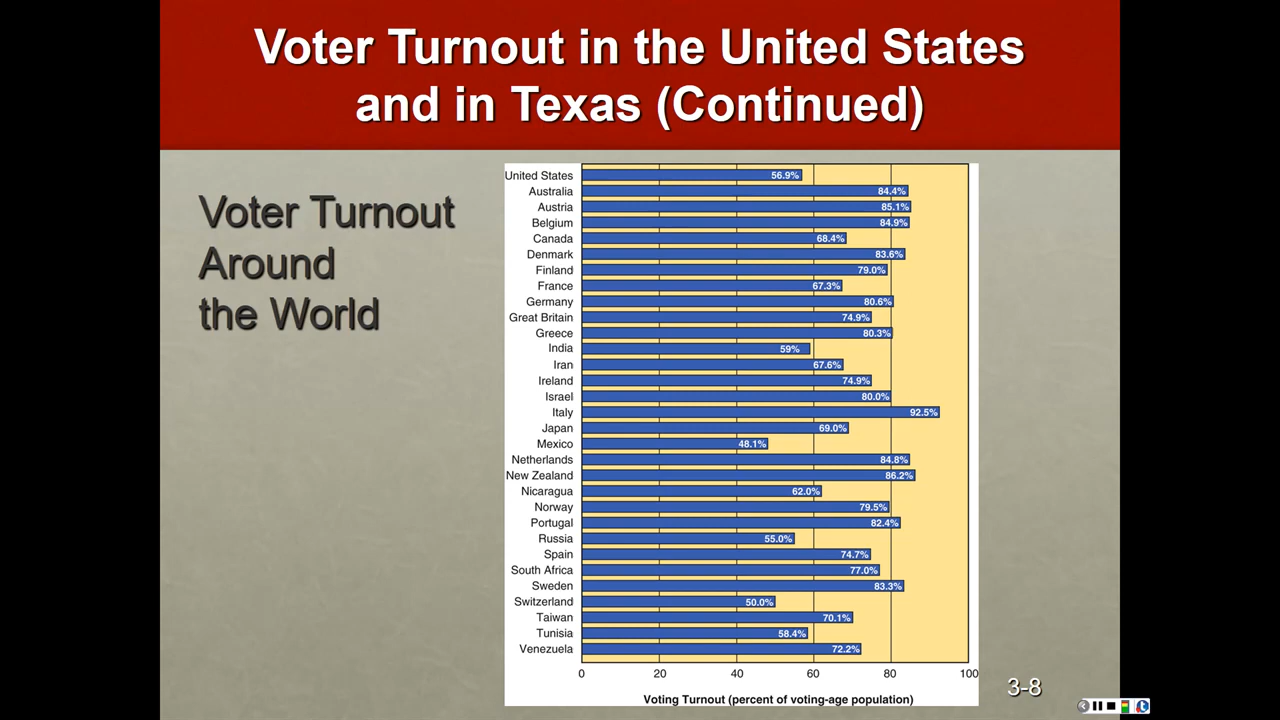 Voter Turnout in the United States
and in Texas (Continued)
Voter Turnout
Around
the World
United States 56.9%
Australia 84.4%
Austria 85.1%
Belgium 84.9%
Canada 68.4%
Denmark 83.6%
Finland 79.0%
France 67.3%
Germany 80.6%
Great Britain 74.9%
Greece 80.3%
India 59%
Iran 67.6%
Ireland 74.9%
Israel 80.0%
Italy 92.5%
Japan 69.0%
Mexico 48.1%
Netherlands 84.8%
New Zealand 86.2%
Nicaragua 62.0%
Norway 79.5%
Portugal 82.4%
Russia 55.0%
Spain 74.7%
South Africa 77.0%
Sweden 83.3%
Switzerland 50.0%
Taiwan 70.1%
Tunisia 58.4%
Venezuela 72.2%
0 20 40 60 80 100
Voting Turnout (percent of voting-age population)
3-8